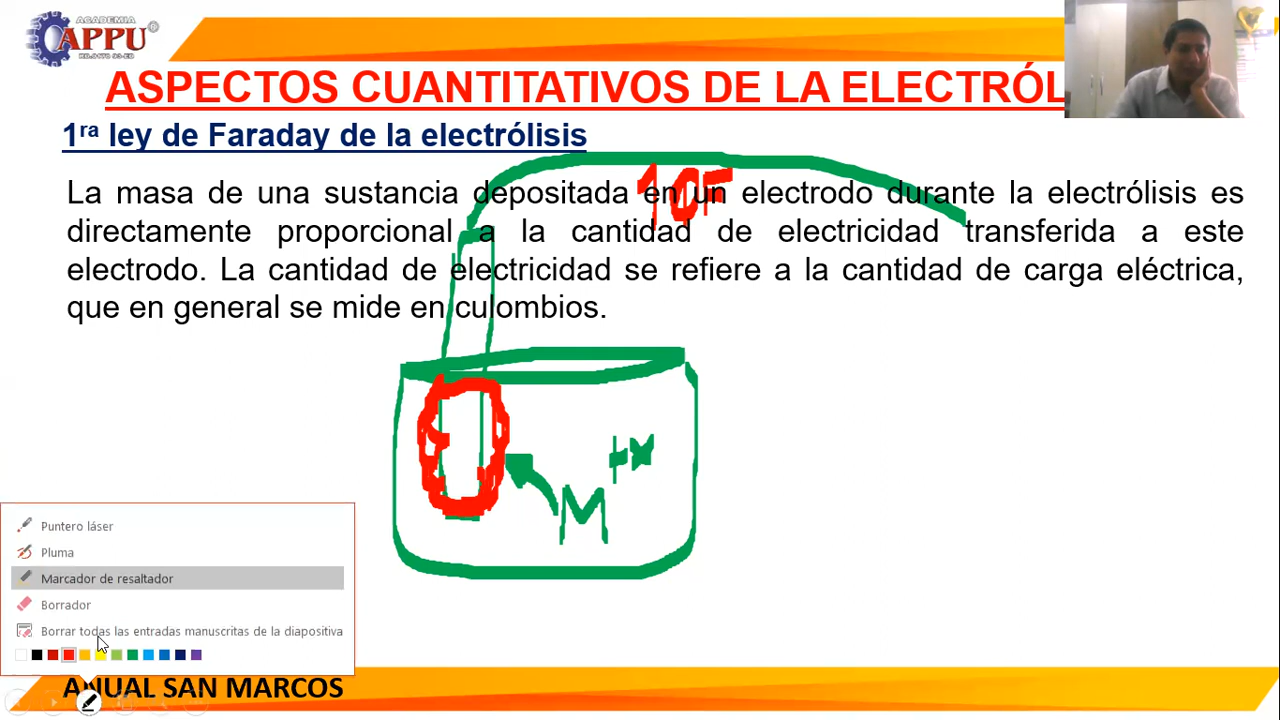 ACADEMIA
APPU
ASPECTOS CUANTITATIVOS DE LA ELECTRÓL
1ra ley de Faraday de la electrólisis
La masa de una sustancia depositada en un electrodo durante la electrólisis es
directamente proporcional a la cantidad de electricidad transferida a este
electrodo. La cantidad de electricidad se refiere a la cantidad de carga eléctrica,
que en general se mide en culombios.
10F
M+x
Puntero láser
Pluma
Marcador de resaltador
Borrador
Borrar todas las entradas manuscritas de la diapositiva
ANUAL SAN MARCOS